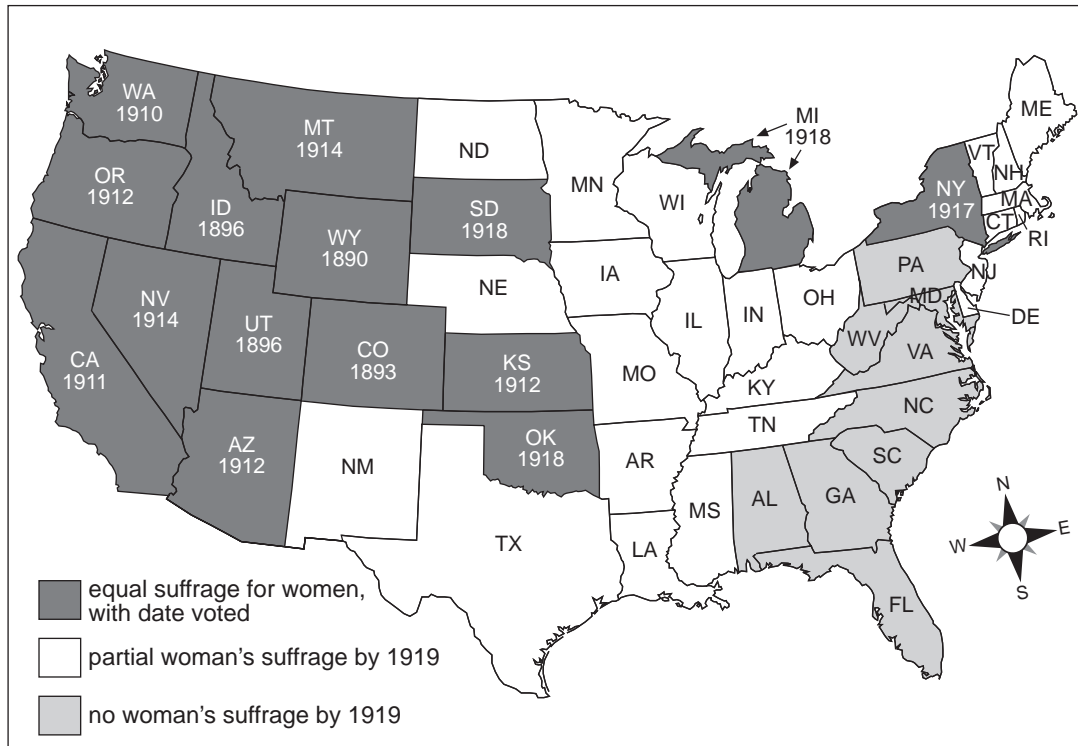 WA
1910
MT
1914
ND
MN
MI
1918
ME
VT
NH
OR
1912
ID
1896
SD
1918
WI
NY
1917
MA
CT
RI
WY
1890
IA
PA
NJ
NE
OH
MD
DE
NV
1914
UT
1896
IL
IN
WV
CA
1911
CO
1893
KS
1912
MO
VA
KY
NC
TN
AZ
1912
NM
OK
1918
AR
SC
MS
AL
GA
N
E
W
S
TX
LA
FL
equal suffrage for women,
with date voted
partial woman's suffrage by 1919
no woman's suffrage by 1919